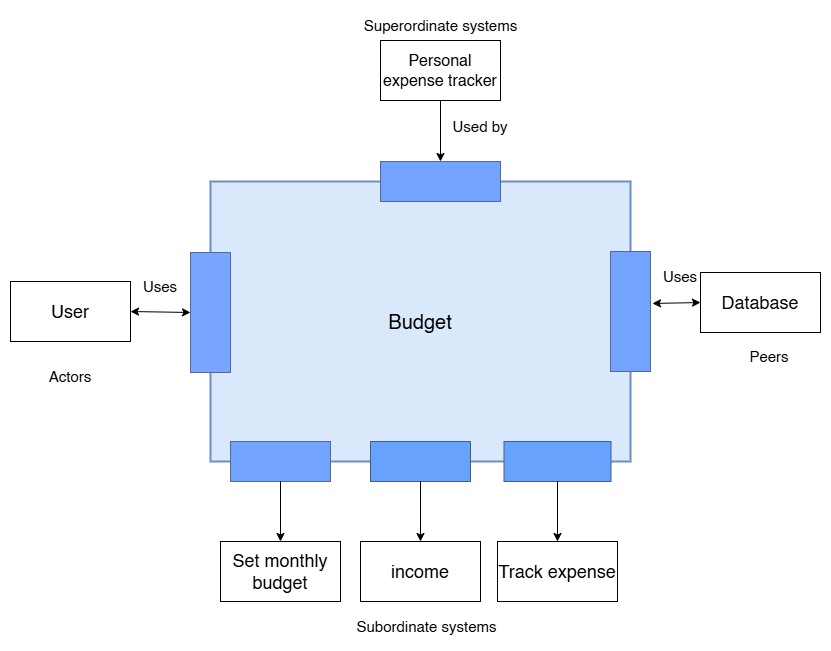 Superordinate systems
Personal
expense tracker
Used by
Uses
User
Actors
Budget
Uses
Database
Peers
Set monthly
budget
income
Track expense
Subordinate systems